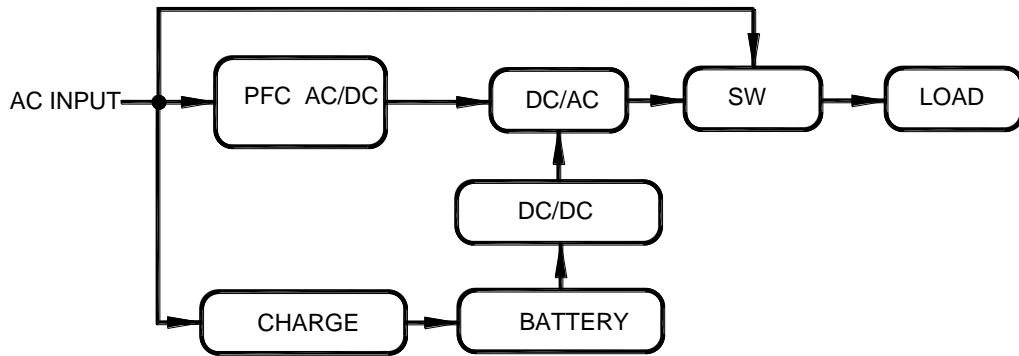 AC INPUT
PFC AC/DC
DC/AC
SW
LOAD
DC/DC
CHARGE
BATTERY